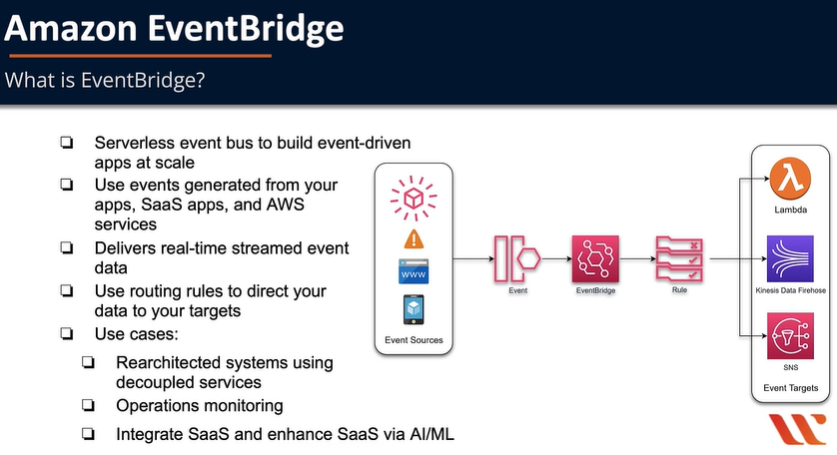 Amazon EventBridge
What is EventBridge?
❑ Serverless event bus to build event-driven
apps at scale
❑ Use events generated from your
apps, SaaS apps, and AWS
services
❑ Delivers real-time streamed event
data
❑ Use routing rules to direct your
data to your targets
❑ Use cases:
❑ Rearchitected systems using
decoupled services
❑ Operations monitoring
❑ Integrate SaaS and enhance SaaS via AI/ML
WWW
Event Sources
Event
EventBridge
Rule
Lambda
Kinesis Data Firehose
SNS
Event Targets